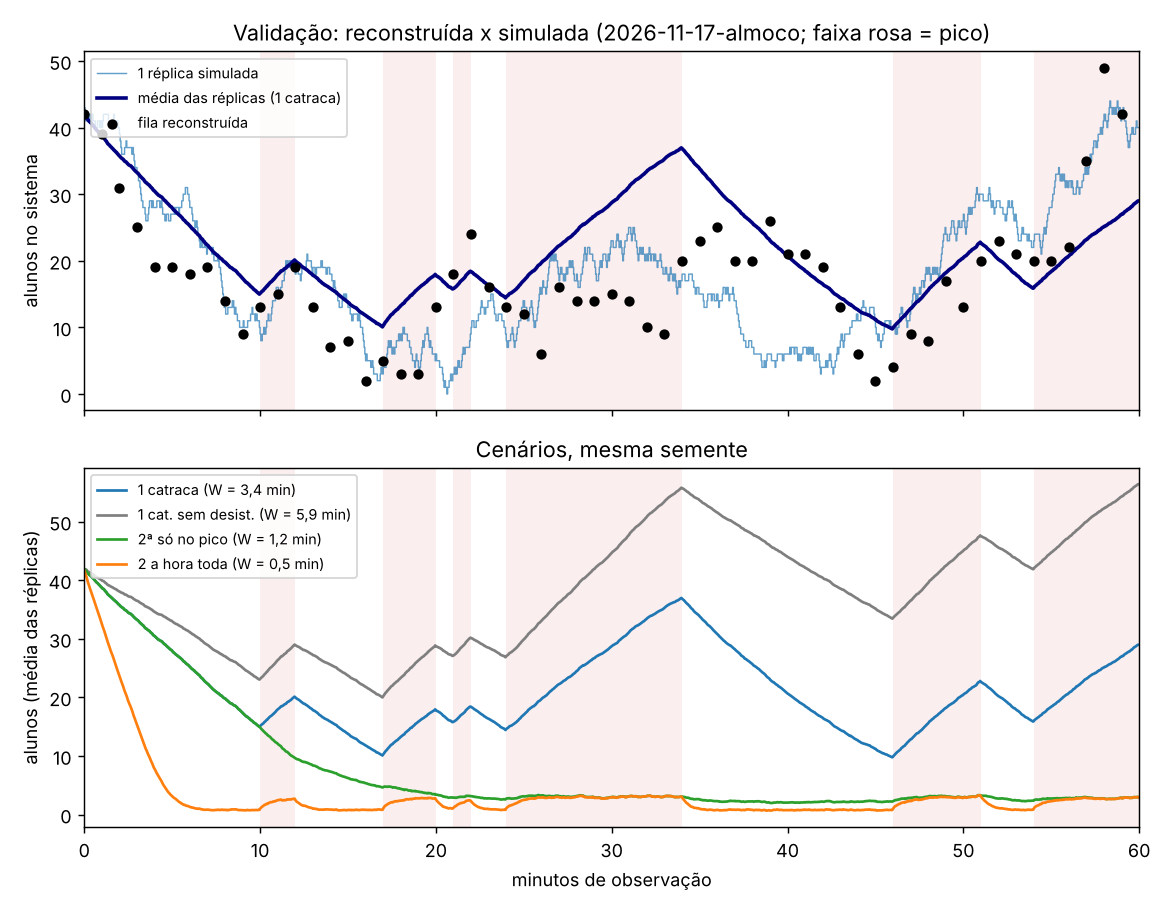 Validação: reconstruída x simulada (2026-11-17-almoco; faixa rosa = pico)
1 réplica simulada
média das réplicas (1 catraca)
fila reconstruída
alunos no sistema
50
40
30
20
10
0
Cenários, mesma semente
1 catraca (W = 3,4 min)
1 cat. sem desist. (W = 5,9 min)
2ª só no pico (W = 1,2 min)
2 a hora toda (W = 0,5 min)
alunos (média das réplicas)
50
40
30
20
10
0
0 10 20 30 40 50 60
minutos de observação